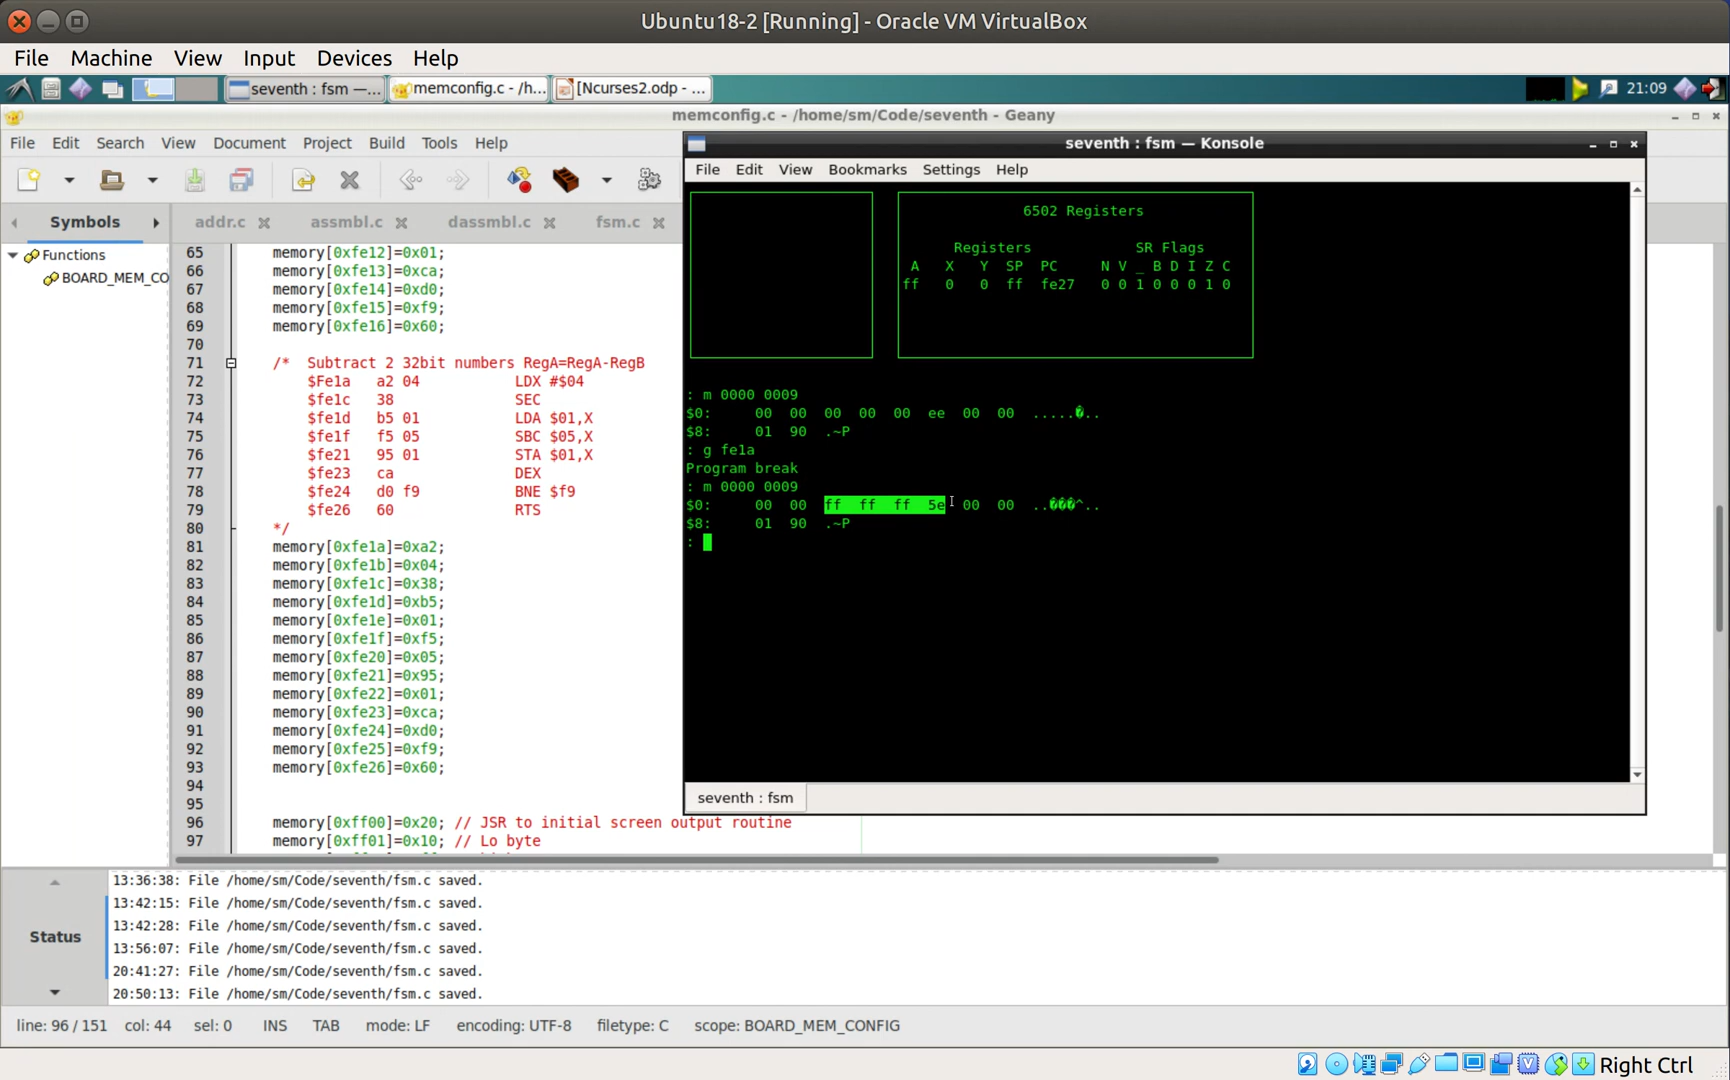 Ubuntu18-2 [Running] - Oracle VM VirtualBox
File Machine View Input Devices Help
seventh : fsm —... memconfig.c - /h... [Ncurses2.odp - ... 21:09
memconfig.c - /home/sm/Code/seventh - Geany
File Edit Search View Document Project Build Tools Help
Symbols
addr.c assmbl.c dassmbl.c fsm.c
Functions
BOARD_MEM_CO
65 memory[0xfe12]=0x01;
66 memory[0xfe13]=0xca;
67 memory[0xfe14]=0xd0;
68 memory[0xfe15]=0xf9;
69 memory[0xfe16]=0x60;
70
71 /* Subtract 2 32bit numbers RegA=RegA-RegB
72 $Fe1a a2 04 LDX #$04
73 $fe1c 38 SEC
74 $fe1d b5 01 LDA $01,X
75 $fe1f f5 05 SBC $05,X
76 $fe21 95 01 STA $01,X
77 $fe23 ca DEX
78 $fe24 d0 f9 BNE $f9
79 $fe26 60 RTS
80 */
81 memory[0xfe1a]=0xa2;
82 memory[0xfe1b]=0x04;
83 memory[0xfe1c]=0x38;
84 memory[0xfe1d]=0xb5;
85 memory[0xfe1e]=0x01;
86 memory[0xfe1f]=0xf5;
87 memory[0xfe20]=0x05;
88 memory[0xfe21]=0x95;
89 memory[0xfe22]=0x01;
90 memory[0xfe23]=0xca;
91 memory[0xfe24]=0xd0;
92 memory[0xfe25]=0xf9;
93 memory[0xfe26]=0x60;
94
95
96 memory[0xff00]=0x20; // JSR to initial screen output routine
97 memory[0xff01]=0x10; // Lo byte
seventh : fsm — Konsole
File Edit View Bookmarks Settings Help
6502 Registers
Registers SR Flags
A X Y SP PC N V _ B D I Z C
ff 0 0 ff fe27 0 0 1 0 0 0 1 0
: m 0000 0009
$0: 00 00 00 00 00 ee 00 00 .....�..
$8: 01 90 .~P
: g fe1a
Program break
: m 0000 0009
$0: 00 00 ff ff ff 5e 00 00 ..���^..
$8: 01 90 .~P
:
seventh : fsm
Status
13:36:38: File /home/sm/Code/seventh/fsm.c saved.
13:42:15: File /home/sm/Code/seventh/fsm.c saved.
13:42:28: File /home/sm/Code/seventh/fsm.c saved.
13:56:07: File /home/sm/Code/seventh/fsm.c saved.
20:41:27: File /home/sm/Code/seventh/fsm.c saved.
20:50:13: File /home/sm/Code/seventh/fsm.c saved.
line: 96 / 151 col: 44 sel: 0 INS TAB mode: LF encoding: UTF-8 filetype: C scope: BOARD_MEM_CONFIG
Right Ctrl